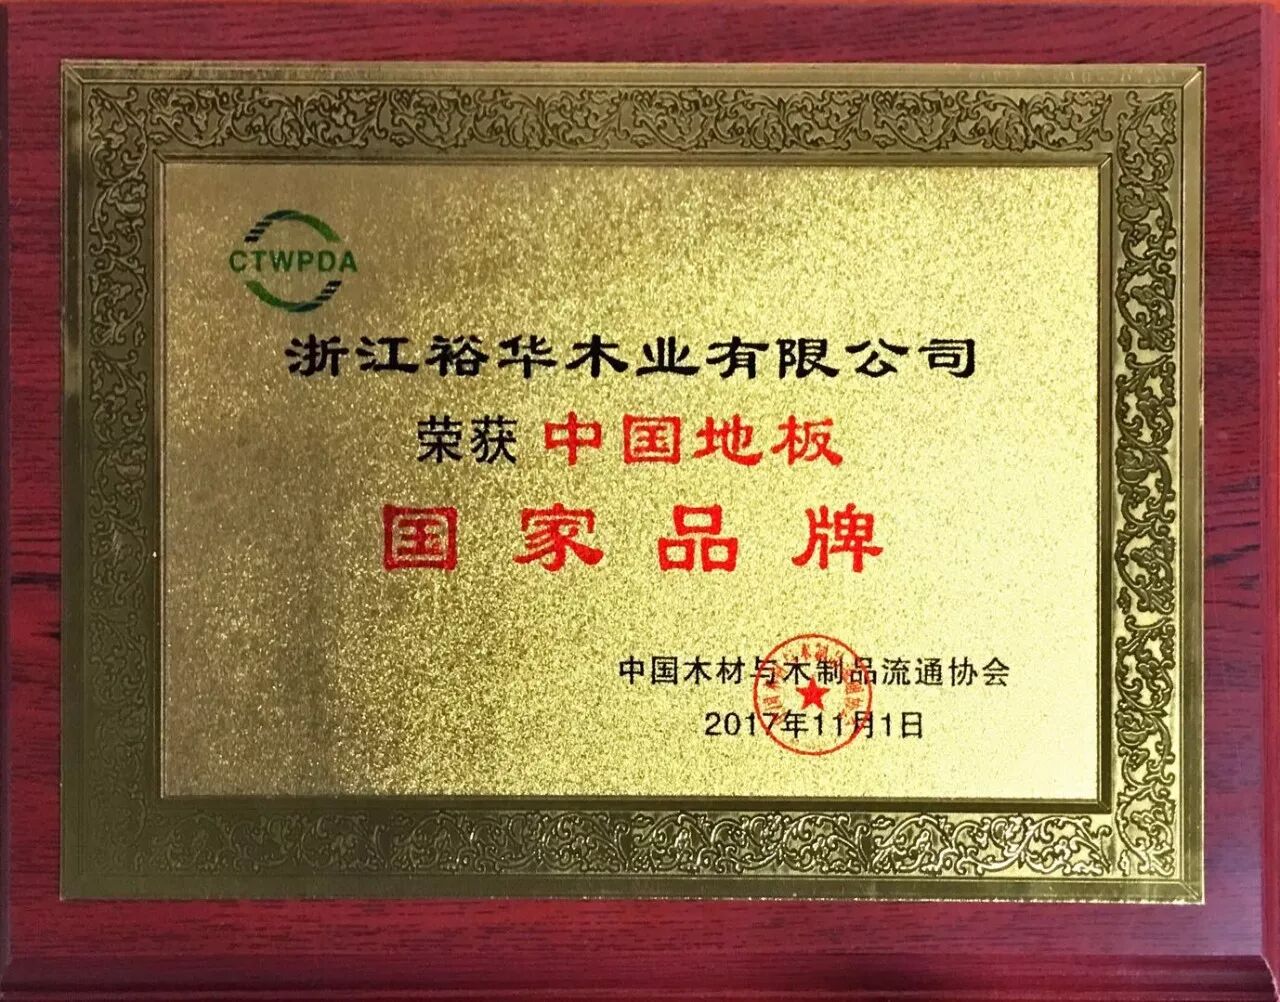 CTWPDA
浙江裕华木业有限公司
荣获 中国地板
国家品牌
中国木材与木制品流通协会
2017年11月1日